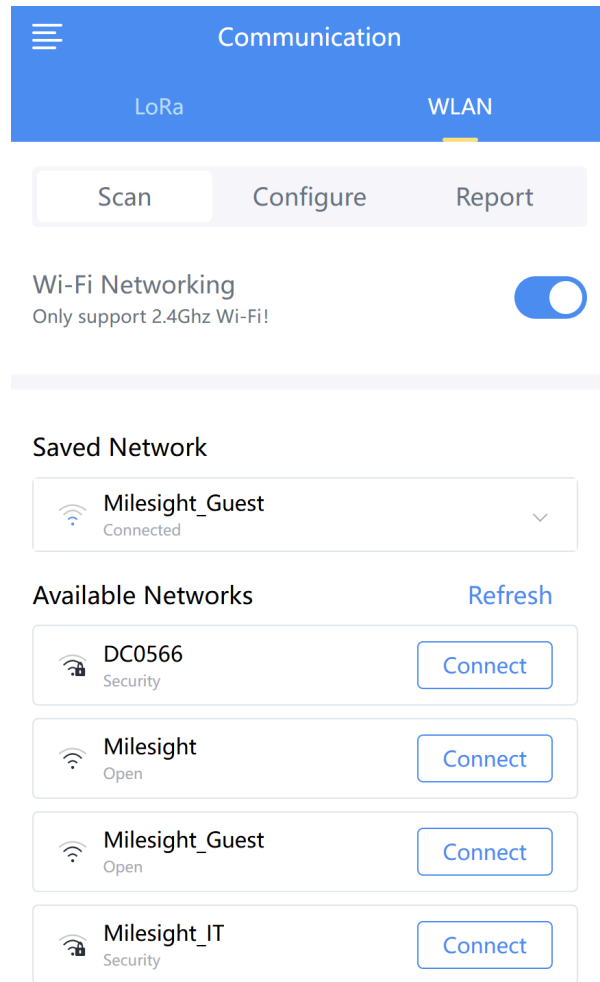 Communication
LoRa WLAN
Scan Configure Report
Wi-Fi Networking
Only support 2.4Ghz Wi-Fi!
Saved Network
Milesight_Guest
Connected
Available Networks Refresh
DC0566
Security
Connect
Milesight
Open
Connect
Milesight_Guest
Open
Connect
Milesight_IT
Security
Connect